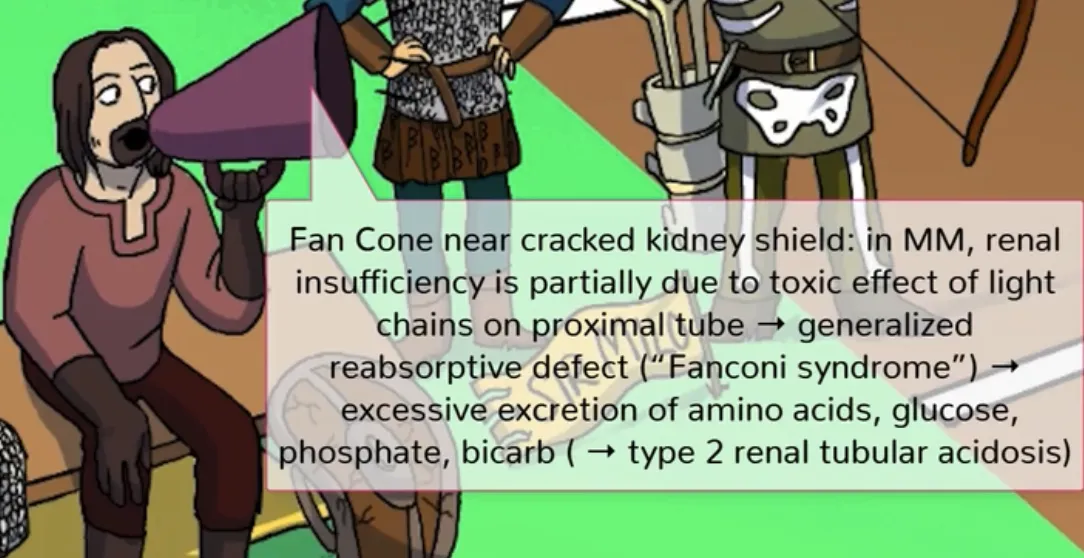 Fan Cone near cracked kidney shield: in MM, renal
insufficiency is partially due to toxic effect of light
chains on proximal tube → generalized
reabsorptive defect (“Fanconi syndrome”) →
excessive excretion of amino acids, glucose,
phosphate, bicarb ( → type 2 renal tubular acidosis)
SIR MILO